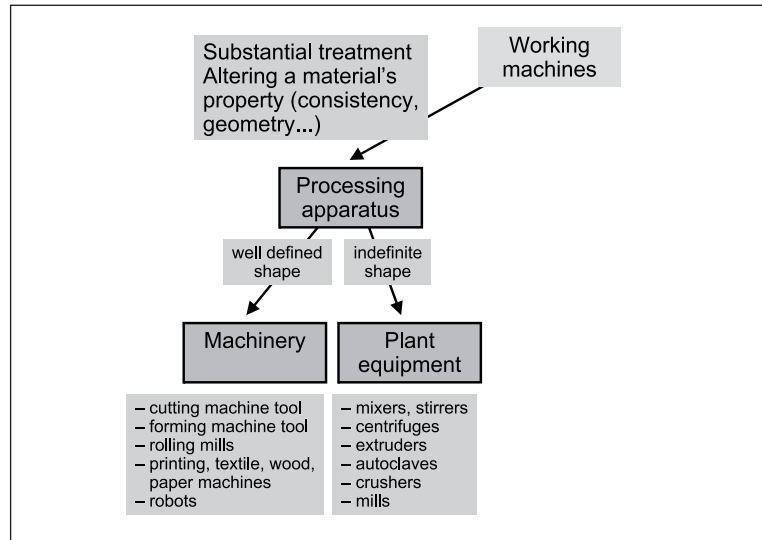 Substantial treatment
Altering a material's
property (consistency,
geometry...)
Working
machines
Processing
apparatus
well defined
shape
indefinite
shape
Machinery
Plant
equipment
– cutting machine tool
– forming machine tool
– rolling mills
– printing, textile, wood,
paper machines
– robots
– mixers, stirrers
– centrifuges
– extruders
– autoclaves
– crushers
– mills